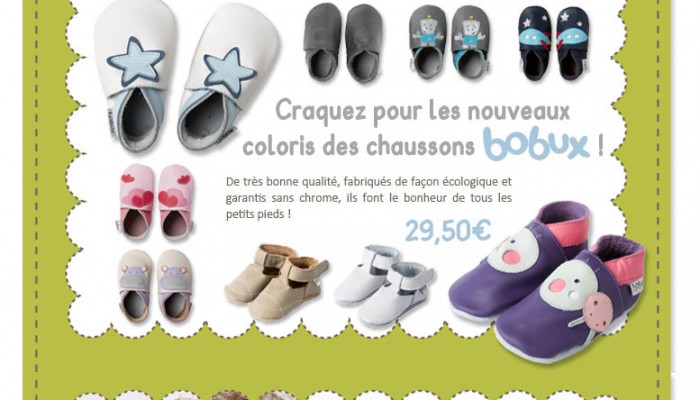 Craquez pour les nouveaux
coloris des chaussons bobux !
De très bonne qualité, fabriqués de façon écologique et
garantis sans chrome, ils font le bonheur de tous les
petits pieds !
29,50€